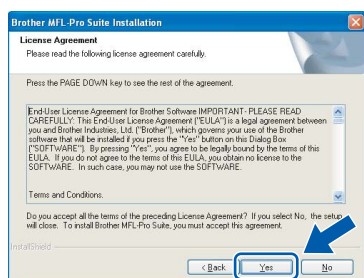 Brother MFL-Pro Suite Installation
License Agreement
Please read the following license agreement carefully.
Press the PAGE DOWN key to see the rest of the agreement.
End-User License Agreement for Brother Software IMPORTANT- PLEASE READ
CAREFULLY: This End-User License Agreement ("EULA") is a legal agreement between
you and Brother Industries, Ltd. ("Brother"), which governs your use of the Brother
software that will be installed if you press the "Yes" button on this Dialog Box
("SOFTWARE"). By pressing "Yes", you agree to be legally bound by the terms of this
EULA. If you do not agree to the terms of this EULA, you obtain no license to the
SOFTWARE. In such case, you may not use the SOFTWARE.
Terms and Conditions.
Do you accept all the terms of the preceding License Agreement? If you select No, the setup
will close. To install Brother MFL-Pro Suite, you must accept this agreement.
InstallShield
< Back
Yes
No